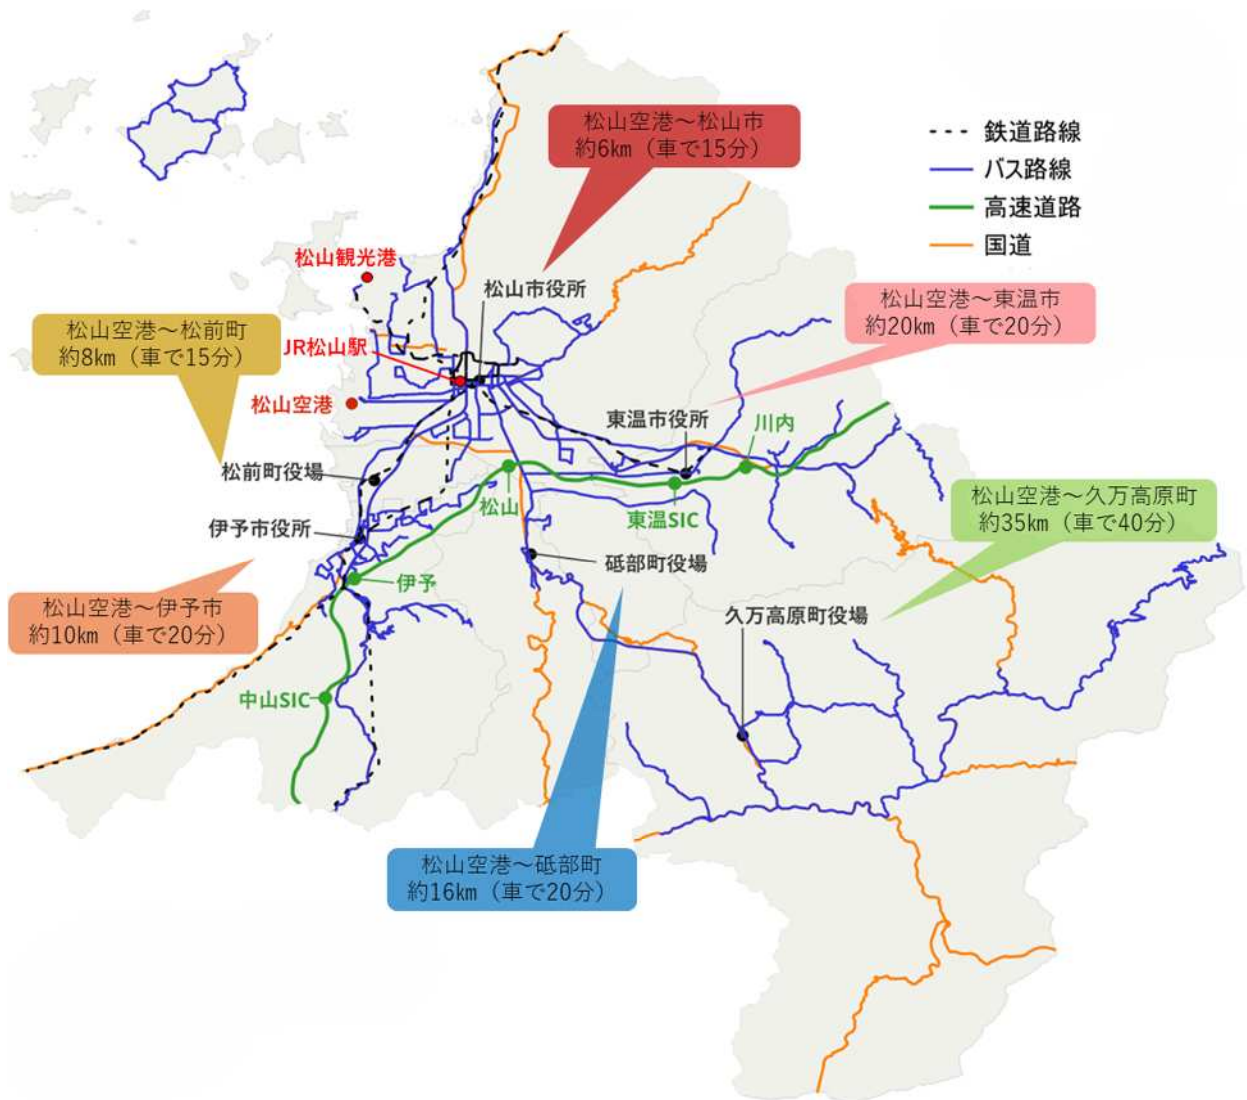 松山空港～松山市
約6km（車で15分）
鉄道路線
バス路線
高速道路
国道
松山観光港
松山市役所
松山空港～東温市
約20km（車で20分）
松山空港～松前町
約8km（車で15分）
JR松山駅
松山空港
東温市役所
川内
松前町役場
松山
東温SIC
松山空港～久万高原町
約35km（車で40分）
伊予市役所
砥部町役場
伊予
松山空港～伊予市
約10km（車で20分）
久万高原町役場
中山SIC
松山空港～砥部町
約16km（車で20分）